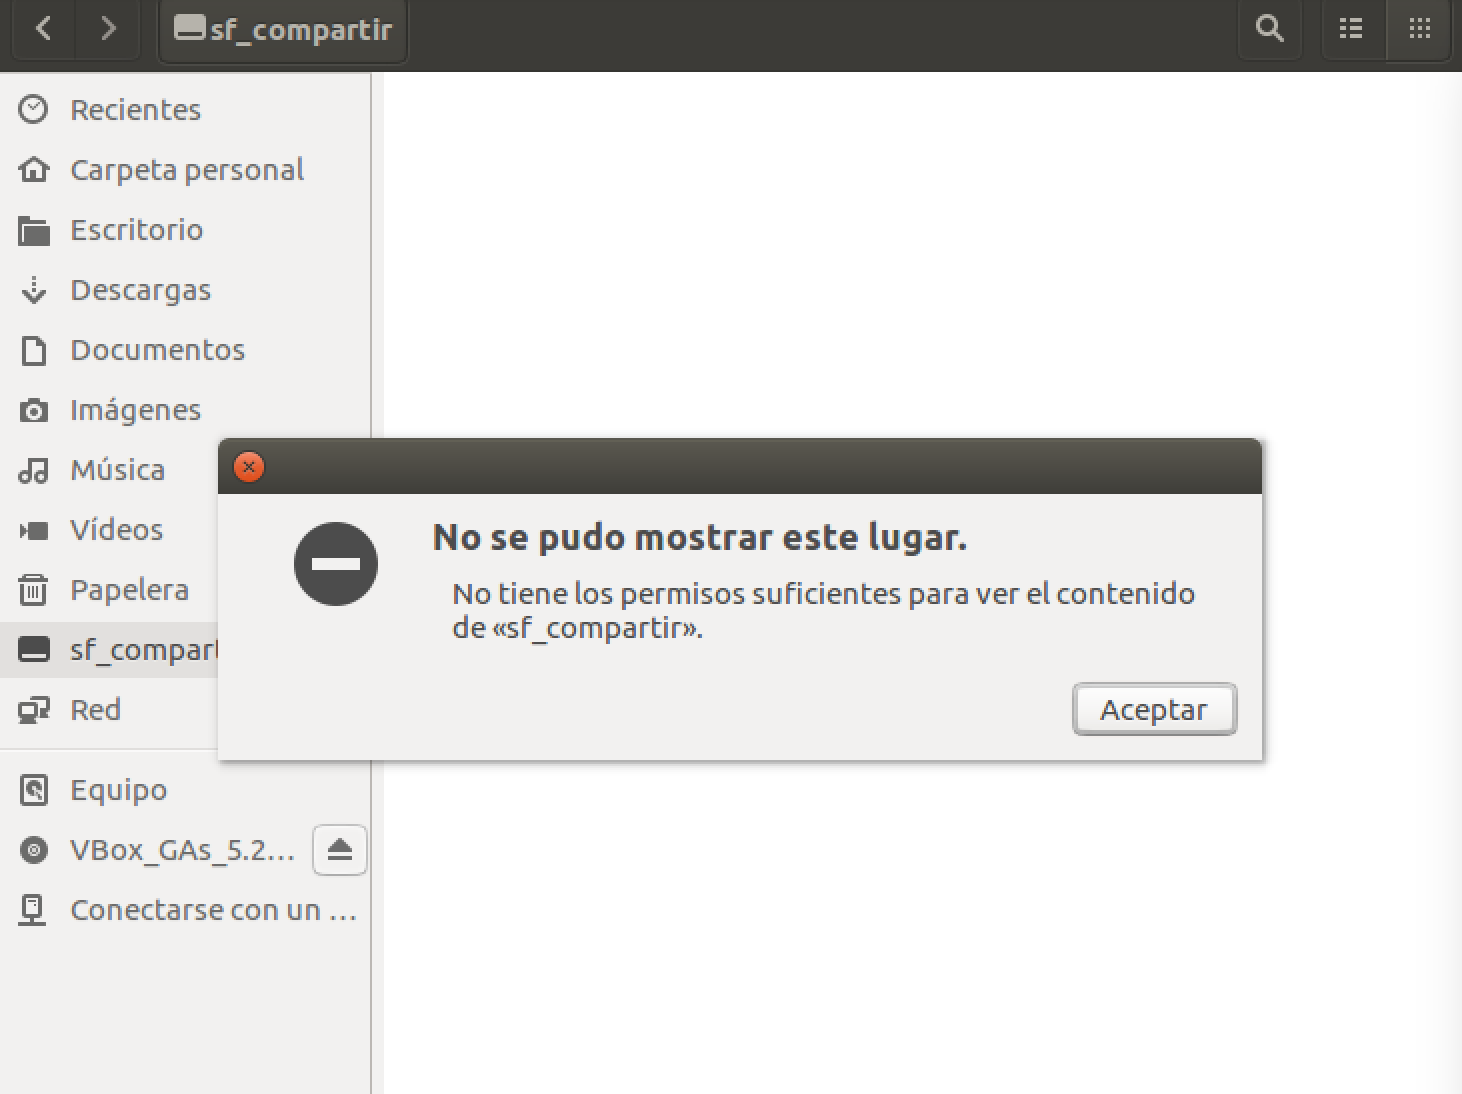 sf_compartir
Recientes
Carpeta personal
Escritorio
Descargas
Documentos
Imágenes
Música
Vídeos
Papelera
sf_compart
Red
Equipo
VBox_GAs_5.2...
Conectarse con un ...
No se pudo mostrar este lugar.
No tiene los permisos suficientes para ver el contenido
de «sf_compartir».
Aceptar